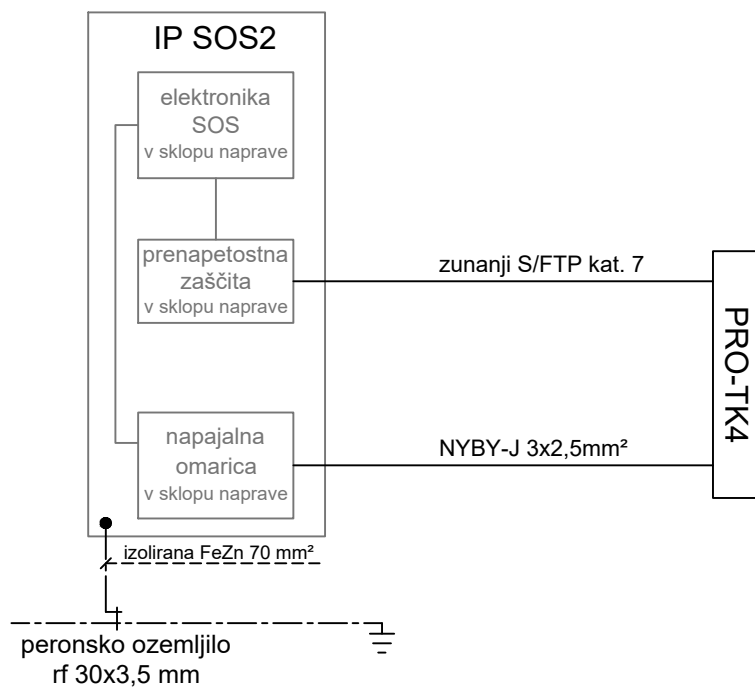 IP SOS2
elektronika
SOS
v sklopu naprave
prenapetostna
zaščita
v sklopu naprave
zunanji S/FTP kat. 7
PRO-TK4
napajalna
omarica
v sklopu naprave
NYBY-J 3x2,5mm²
izolirana FeZn 70 mm²
peronsko ozemljilo
rf 30x3,5 mm